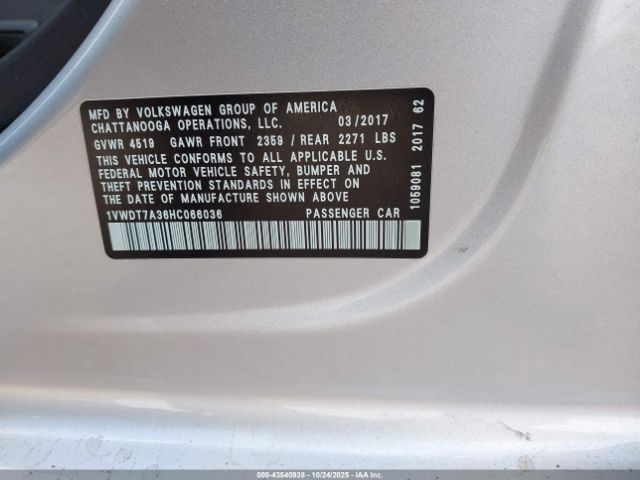 MFD BY VOLKSWAGEN GROUP OF AMERICA
CHATTANOOGA OPERATIONS, LLC. 03/2017
GVWR 4519 GAWR FRONT 2359 / REAR 2271 LBS
THIS VEHICLE CONFORMS TO ALL APPLICABLE U.S.
FEDERAL MOTOR VEHICLE SAFETY, BUMPER AND
THEFT PREVENTION STANDARDS IN EFFECT ON
THE DATE OF MANUFACTURE SHOWN ABOVE
1VWDT7A36HC066036 PASSENGER CAR
1059081 2017 62
000-43540938 - 10/24/2025 - IAA Corp.